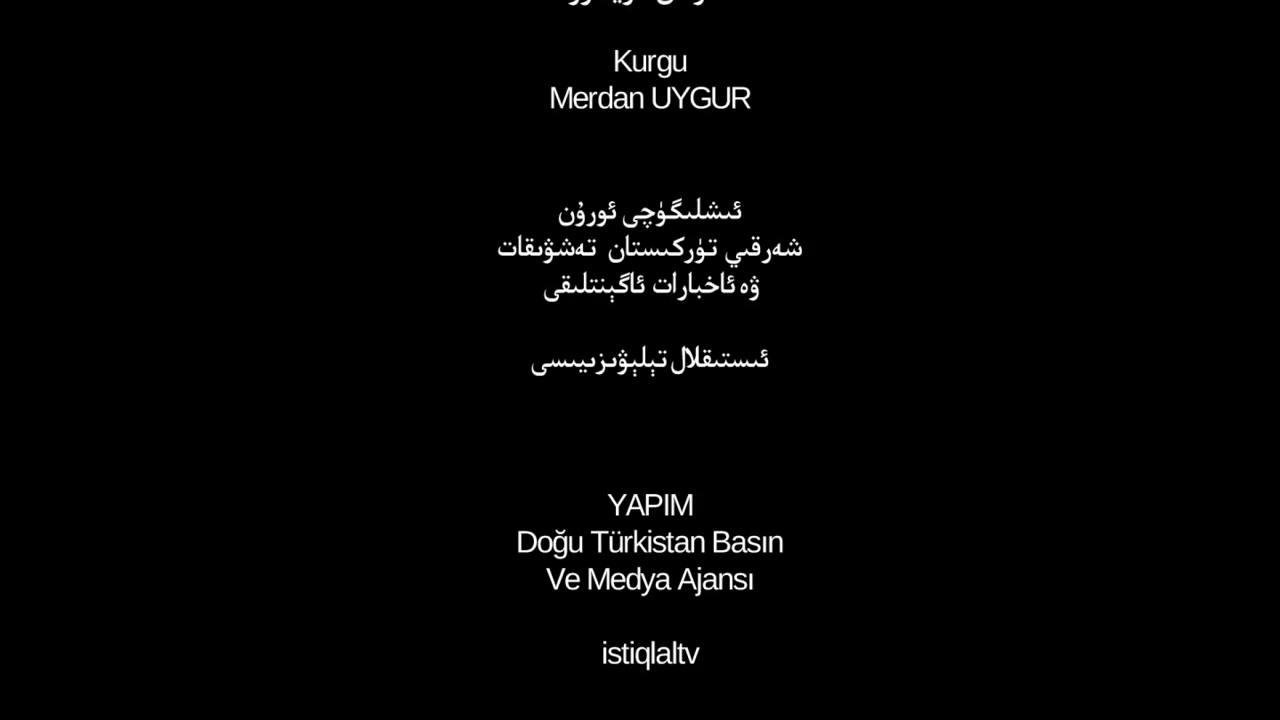 Kurgu
Merdan UYGUR
ئىشلىگۈچى ئورۇن
شەرقىي تۈركىستان تەشۋىقات
ۋە ئاخبارات ئاگېنتلىقى
ئىستىقلال تېلېۋىزىيىسى
YAPIM
Doğu Türkistan Basın
Ve Medya Ajansı
istiqlaltv